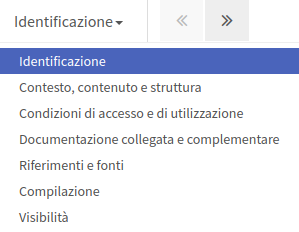 Identificazione
Identificazione
Contesto, contenuto e struttura
Condizioni di accesso e di utilizzazione
Documentazione collegata e complementare
Riferimenti e fonti
Compilazione
Visibilità